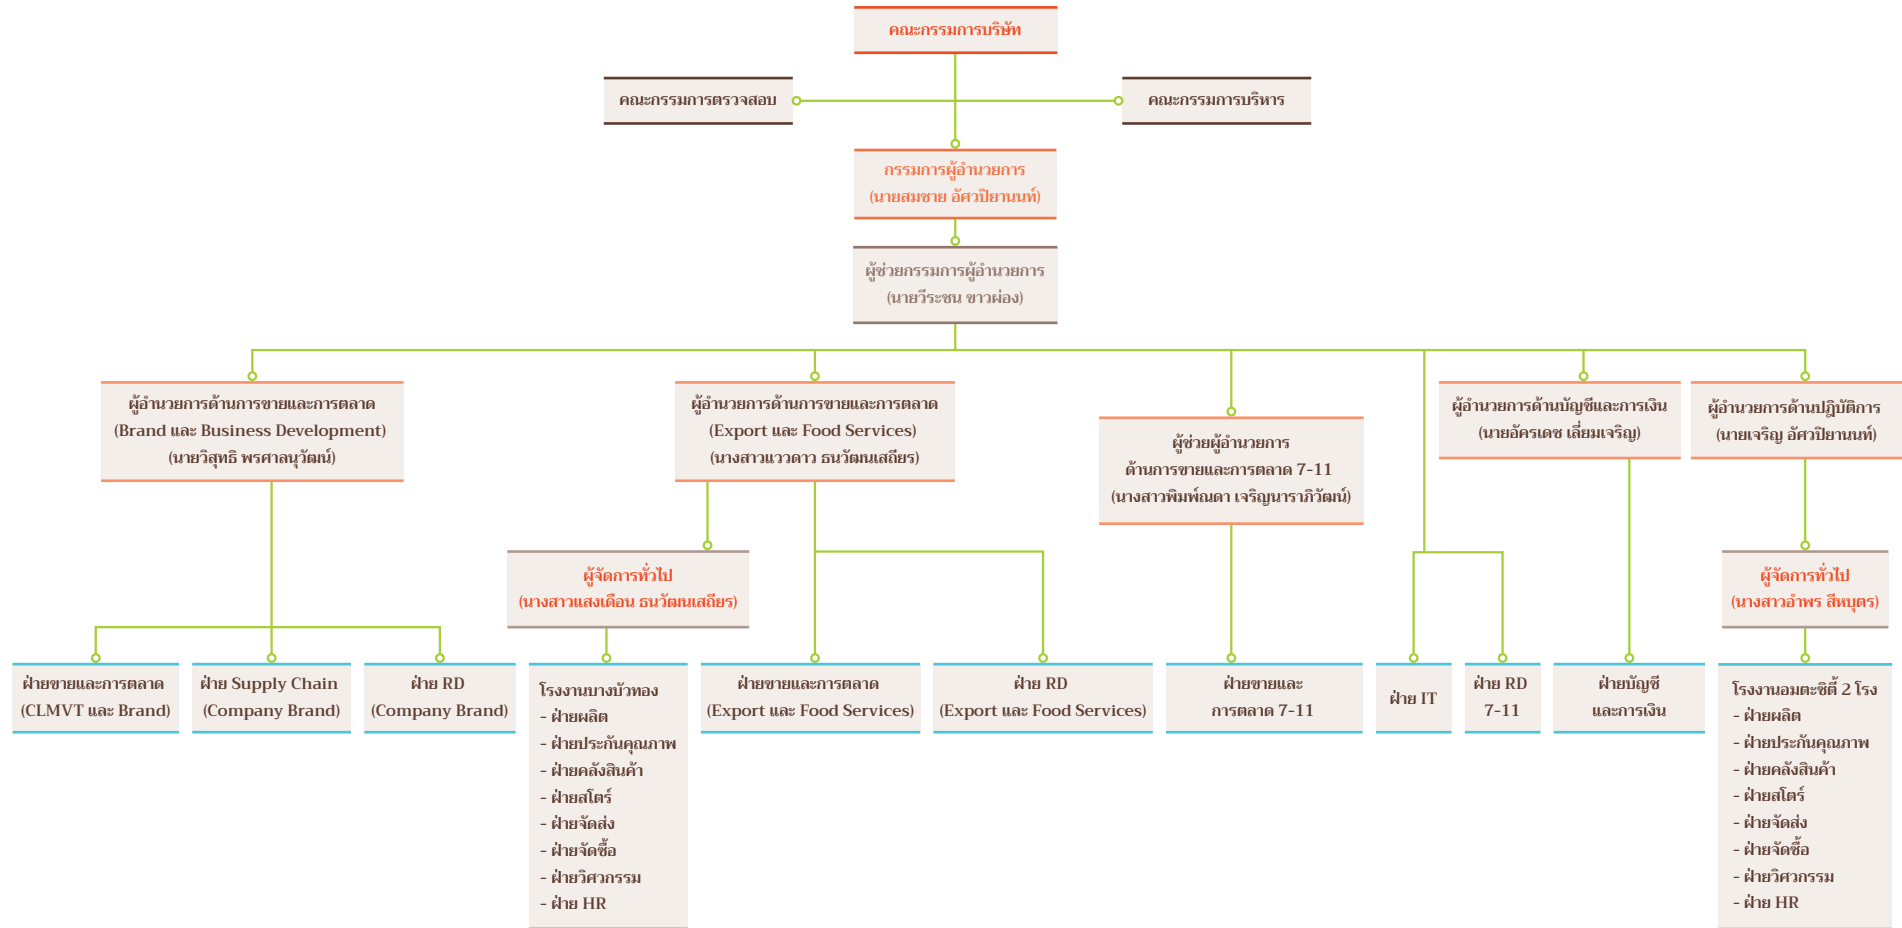 คณะกรรมการบริษัท
คณะกรรมการตรวจสอบ
คณะกรรมการบริหาร
กรรมการผู้อำนวยการ
(นายสมชาย อัศวปิยานนท์)
ผู้ช่วยกรรมการผู้อำนวยการ
(นายวีระชน ขาวผ่อง)
ผู้อำนวยการด้านการขายและการตลาด
(Brand และ Business Development)
(นายวิสุทธิ พรศาลนุวัฒน์)
ผู้อำนวยการด้านการขายและการตลาด
(Export และ Food Services)
(นางสาวแววดาว ธนวัฒนเสถียร)
ผู้ช่วยผู้อำนวยการ
ด้านการขายและการตลาด 7-11
(นางสาวพิมพ์ณดา เจริญนาราภิวัฒน์)
ผู้อำนวยการด้านบัญชีและการเงิน
(นายอัครเดช เลี่ยมเจริญ)
ผู้อำนวยการด้านปฎิบัติการ
(นายเจริญ อัศวปิยานนท์)
ผู้จัดการทั่วไป
(นางสาวแสงเดือน ธนวัฒนเสถียร)
ผู้จัดการทั่วไป
(นางสาวอำพร สีหบุตร)
ฝ่ายขายและการตลาด
(CLMVT และ Brand)
ฝ่าย Supply Chain
(Company Brand)
ฝ่าย RD
(Company Brand)
โรงงานบางบัวทอง
- ฝ่ายผลิต
- ฝ่ายประกันคุณภาพ
- ฝ่ายคลังสินค้า
- ฝ่ายสโตร์
- ฝ่ายจัดส่ง
- ฝ่ายจัดซื้อ
- ฝ่ายวิศวกรรม
- ฝ่าย HR
ฝ่ายขายและการตลาด
(Export และ Food Services)
ฝ่าย RD
(Export และ Food Services)
ฝ่ายขายและ
การตลาด 7-11
ฝ่าย IT
ฝ่าย RD
7-11
ฝ่ายบัญชี
และการเงิน
โรงงานอมตะซิตี้ 2 โรง
- ฝ่ายผลิต
- ฝ่ายประกันคุณภาพ
- ฝ่ายคลังสินค้า
- ฝ่ายสโตร์
- ฝ่ายจัดส่ง
- ฝ่ายจัดซื้อ
- ฝ่ายวิศวกรรม
- ฝ่าย HR